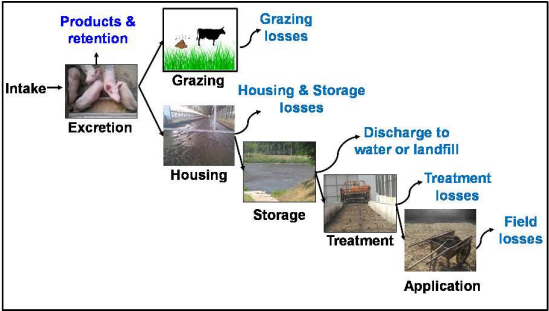 Products &
retention
Intake
Excretion
Grazing
Grazing
losses
Housing
Housing & Storage
losses
Storage
Discharge to
water or landfill
Treatment
Treatment
losses
Application
Field
losses